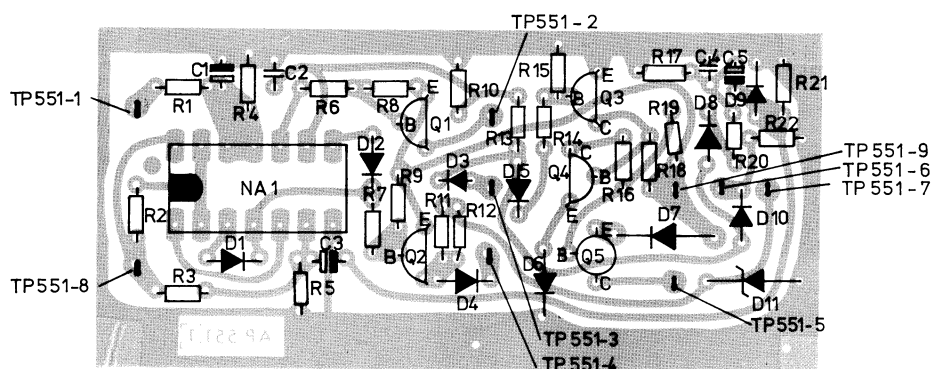 TP551-2
R15 E R17 C4 C5
C1 C2 E R10 Q3 R21
TP551-1 R1 R4 R6 R8 B Q1 B R19 D8 D9
R13 R14 C R22
D2 C Q4 R20
NA1 R9 D3 D5 B R16 R18 TP551-9
R7 TP551-6
R2 R11 R12 E TP551-7
E D7 D10
D1 C3 B Q2 D6 B E Q5
TP551-8 R3 R5 C D4 C D11
AP551
TP551-3 TP551-5
TP551-4